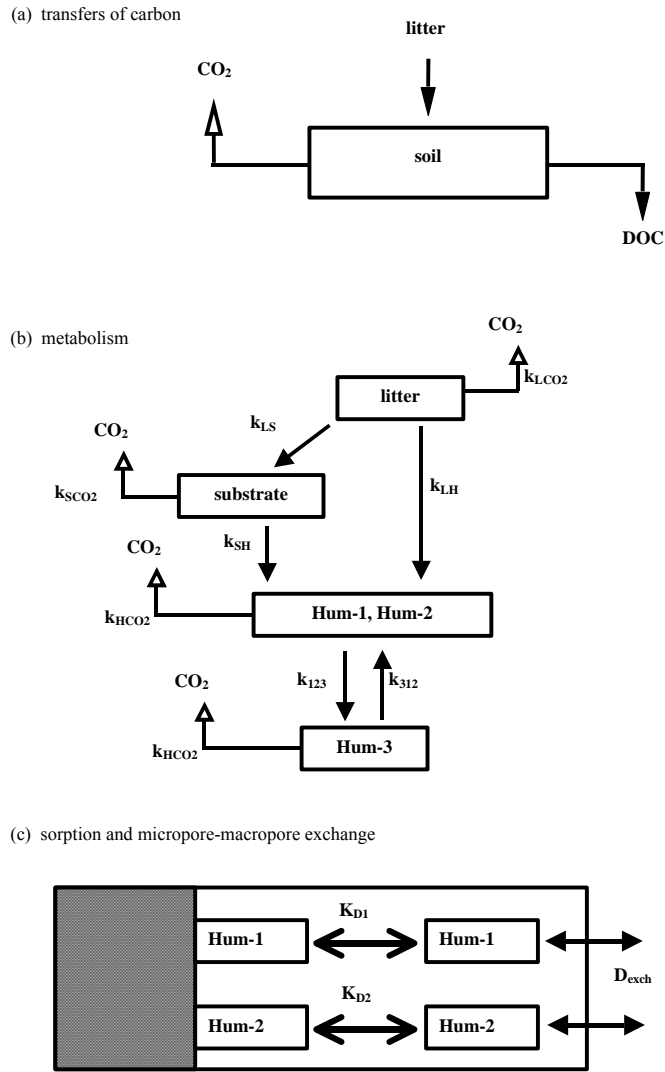 (a) transfers of carbon
litter
CO2
soil
DOC
(b) metabolism
CO2
kLCO2
litter
kLS
CO2
kLH
substrate
kSCO2
kSH
CO2
Hum-1, Hum-2
kHCO2
k123
k312
CO2
Hum-3
kHCO2
(c) sorption and micropore-macropore exchange
KD1
Hum-1
Hum-1
Dexch
KD2
Hum-2
Hum-2